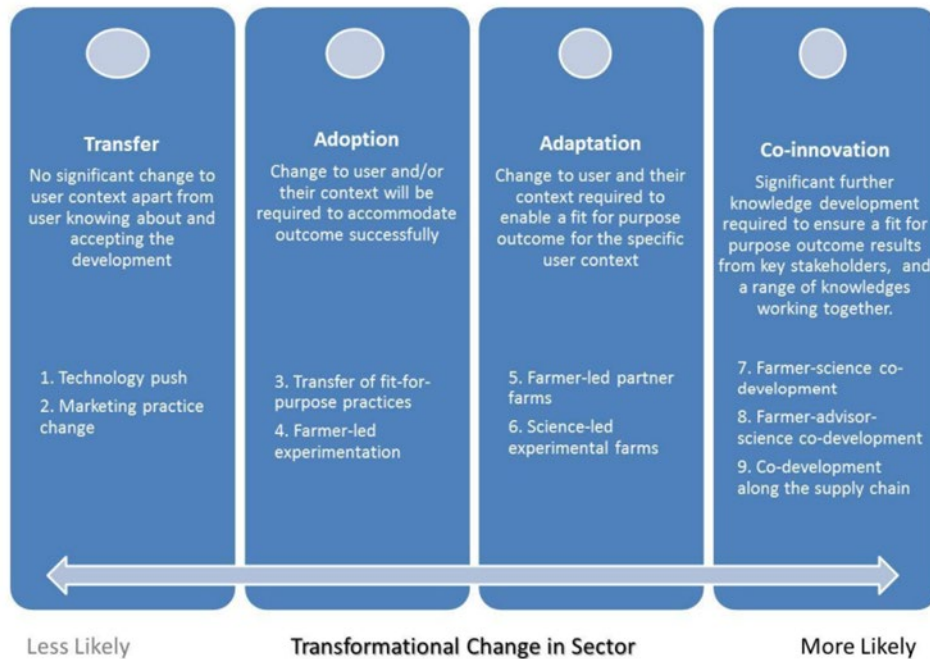 Transfer
No significant change to
user context apart from
user knowing about and
accepting the
development
1. Technology push
2. Marketing practice
change
Adoption
Change to user and/or
their context will be
required to accommodate
outcome successfully
3. Transfer of fit-for-
purpose practices
4. Farmer-led
experimentation
Adaptation
Change to user and their
context required to
enable a fit for purpose
outcome for the specific
user context
5. Farmer-led partner
farms
6. Science-led
experimental farms
Co-innovation
Significant further
knowledge development
required to ensure a fit for
purpose outcome results
from key stakeholders, and
a range of knowledges
working together.
7. Farmer-science co-
development
8. Farmer-advisor-
science co-development
9. Co-development
along the supply chain
Less Likely
Transformational Change in Sector
More Likely